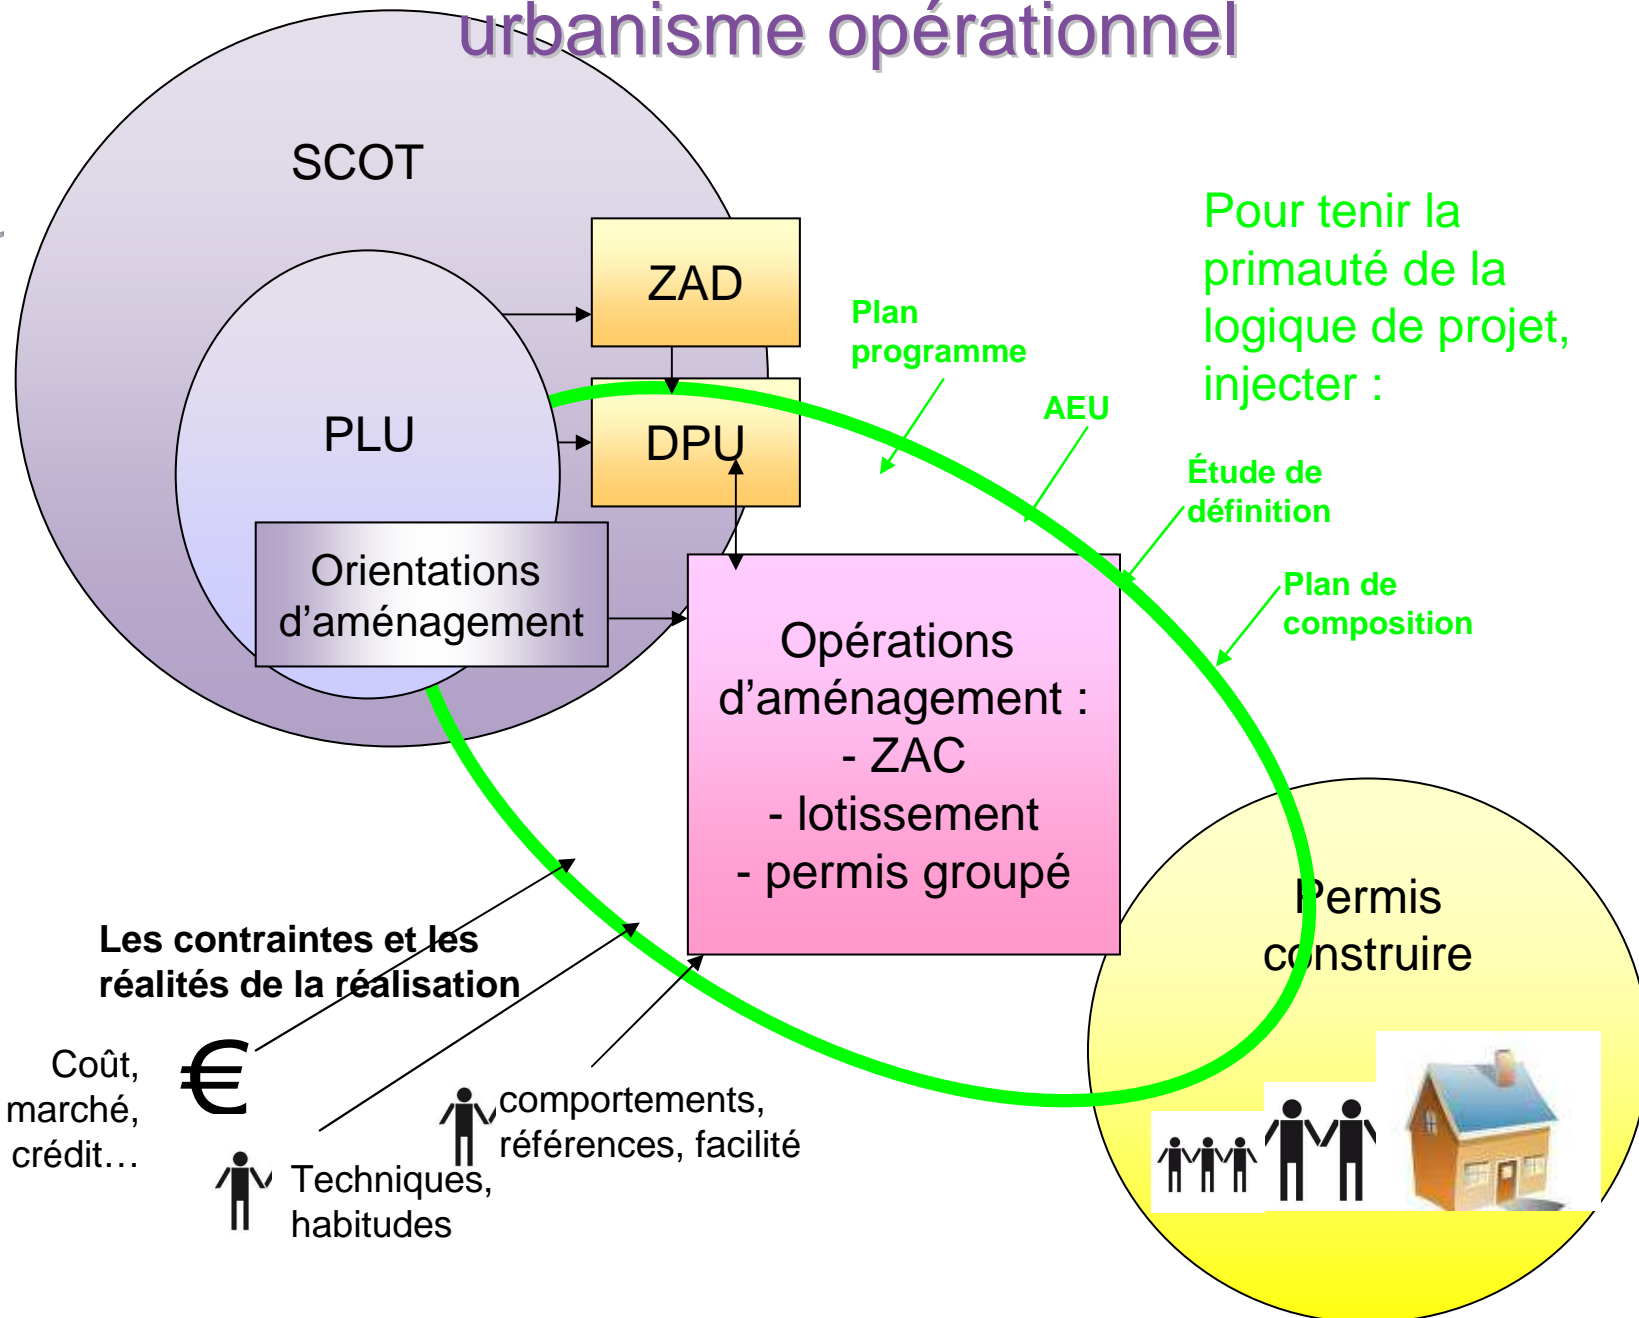 urbanisme opérationnel
SCOT
ZAD
PLU
DPU
Orientations
d’aménagement
Opérations
d’aménagement :
- ZAC
- lotissement
- permis groupé
Pour tenir la
primauté de la
logique de projet,
injecter :
Plan
programme
AEU
Étude de
définition
Plan de
composition
Permis
construire
Les contraintes et les
réalités de la réalisation
Coût,
marché,
crédit…
€
Techniques,
habitudes
comportements,
références, facilité